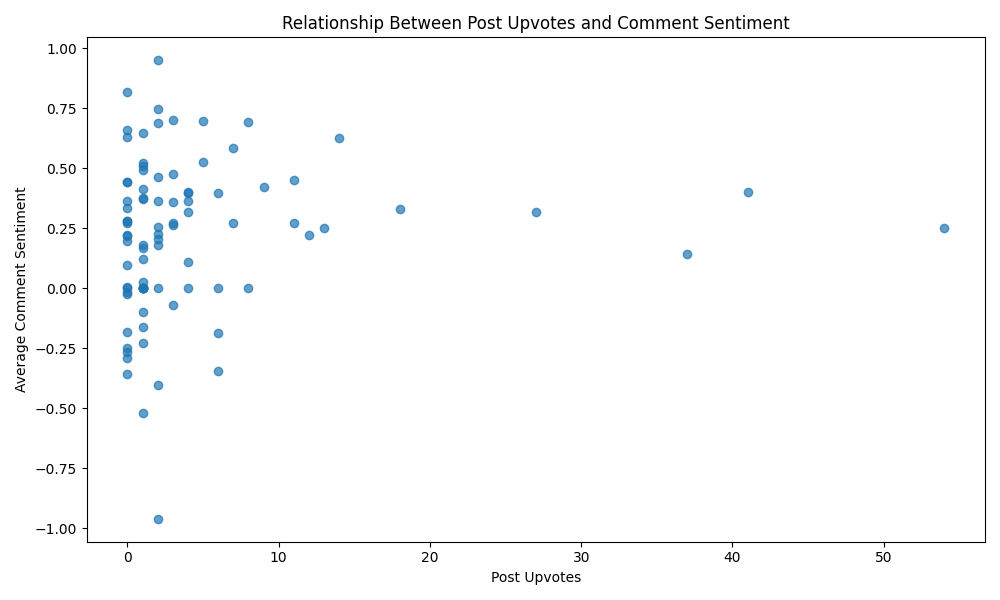 Relationship Between Post Upvotes and Comment Sentiment
1.00
0.75
0.50
0.25
0.00
−0.25
−0.50
−0.75
−1.00
Average Comment Sentiment
0 10 20 30 40 50
Post Upvotes